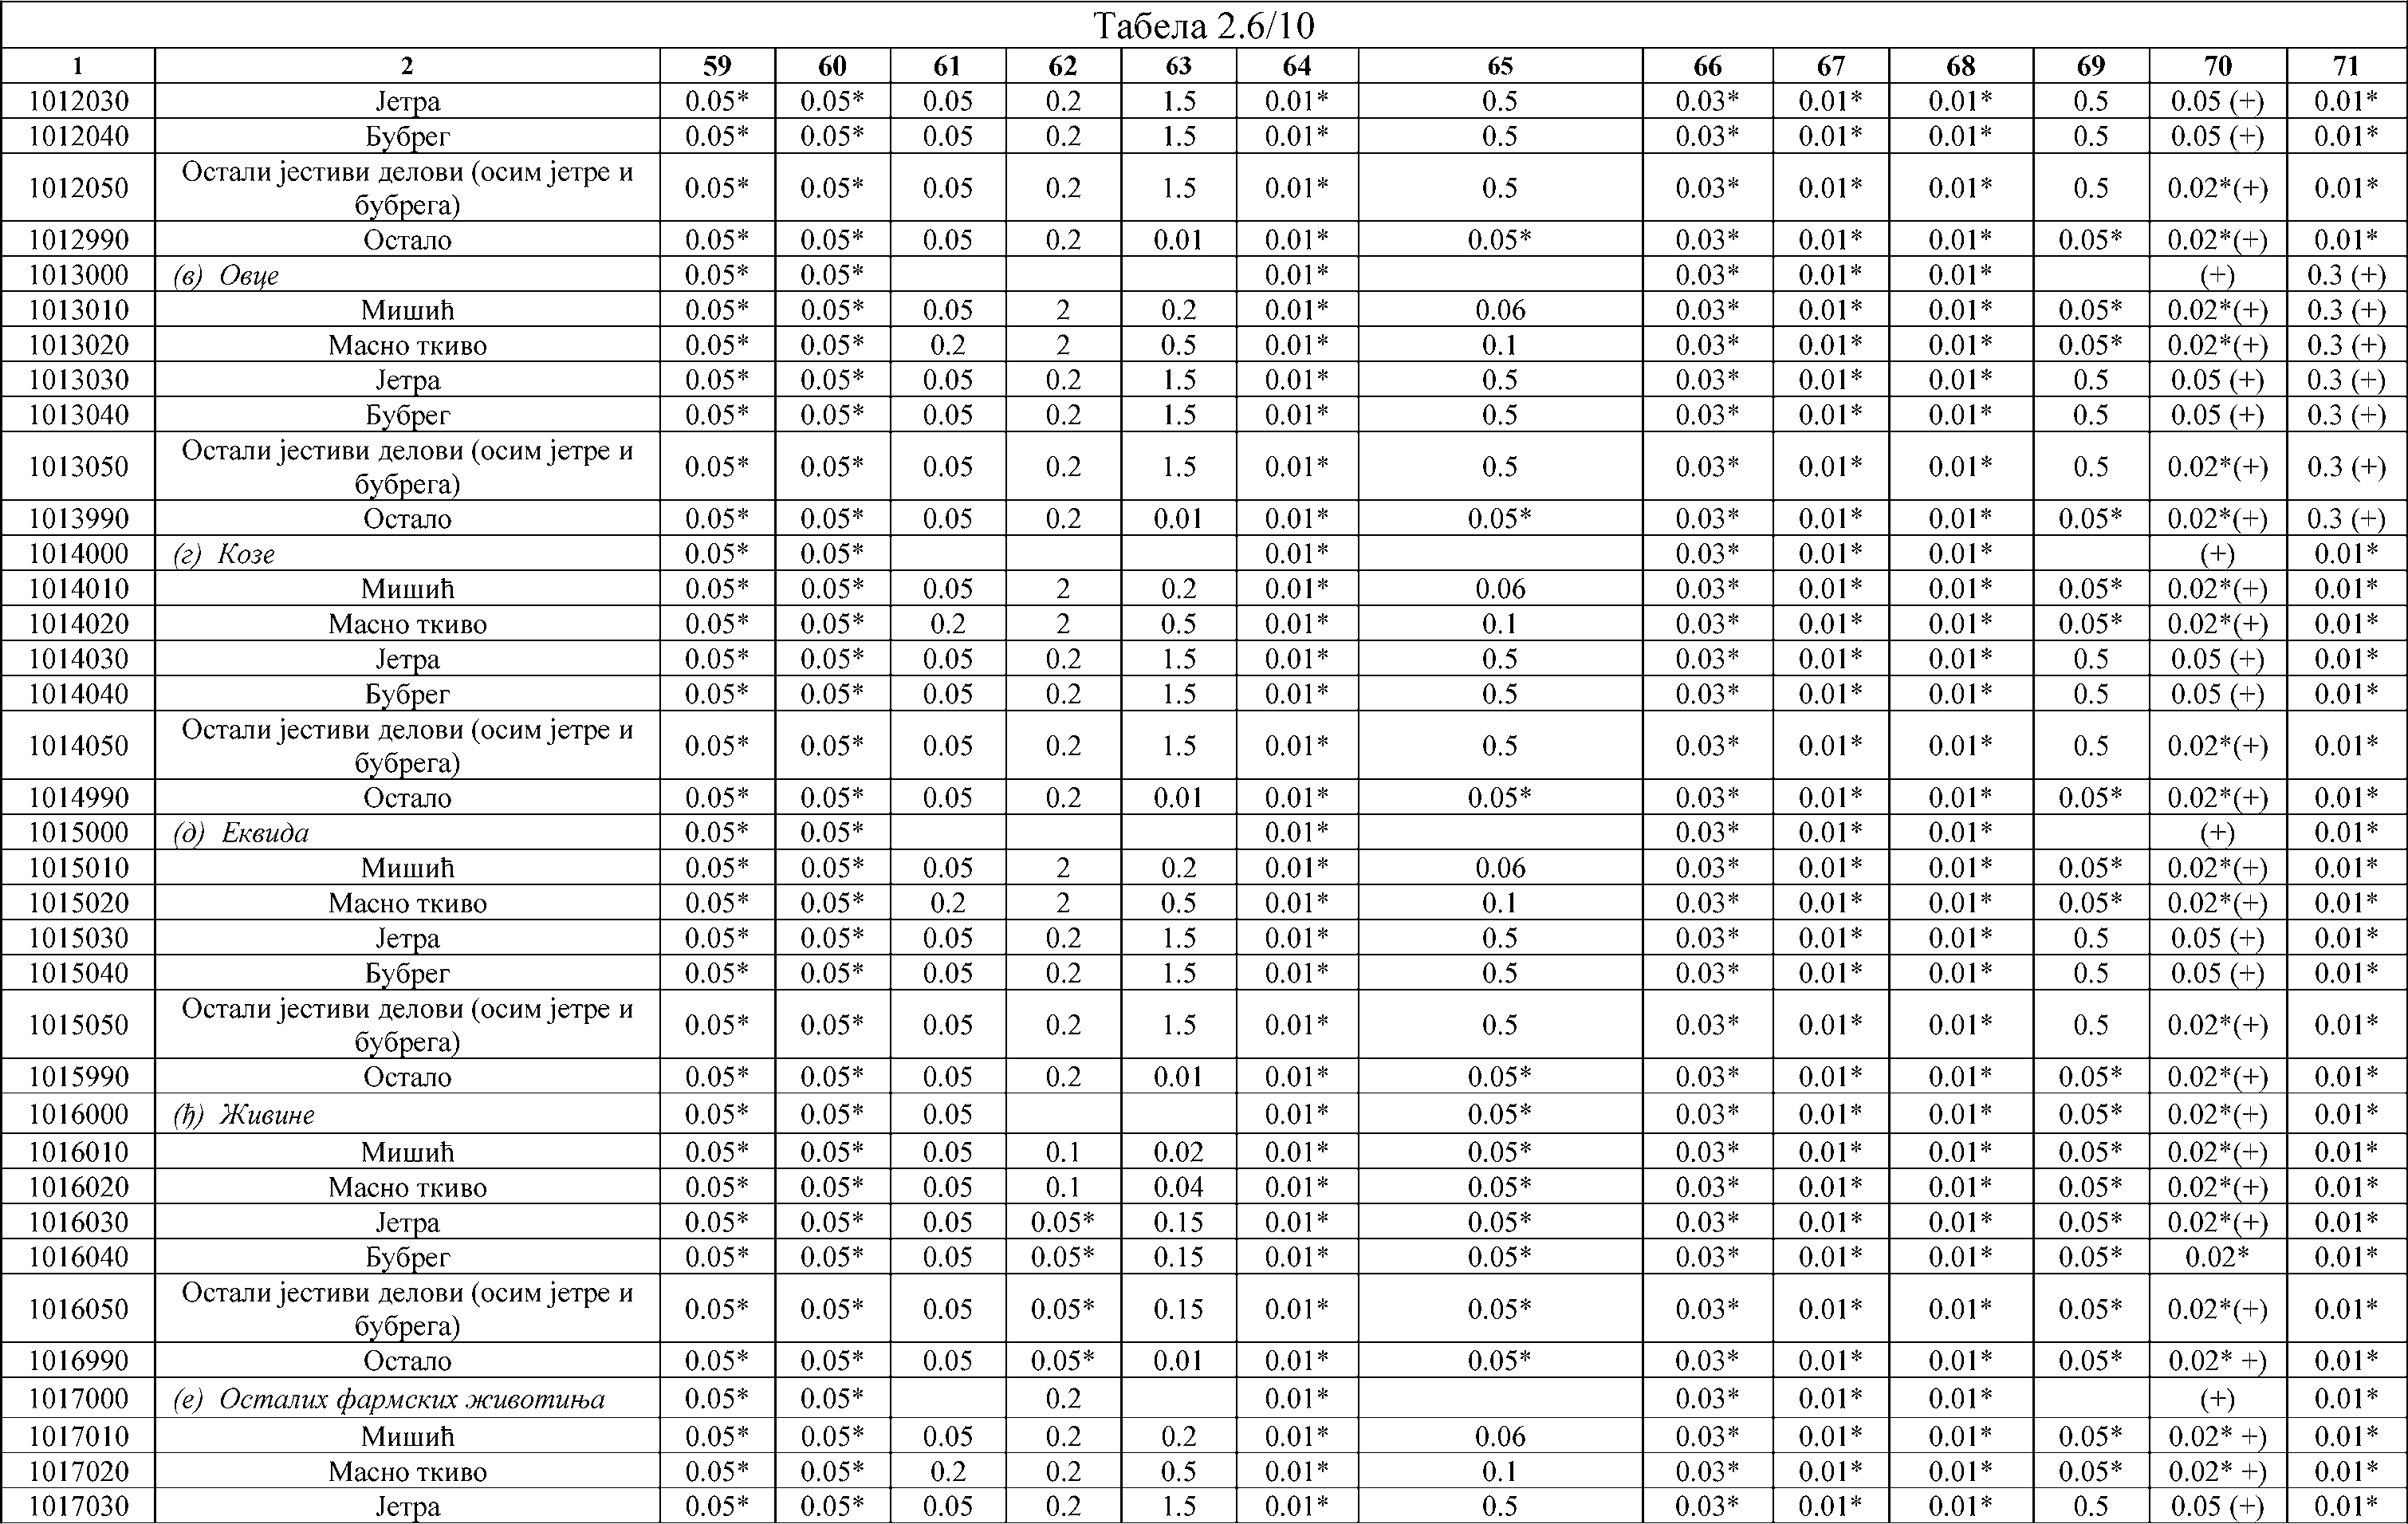 Табела 2.6/10
1 2 59 60 61 62 63 64 65 66 67 68 69 70 71
1012030 Јетра 0.05* 0.05* 0.05 0.2 1.5 0.01* 0.5 0.03* 0.01* 0.01* 0.5 0.05 (+) 0.01*
1012040 Бубрег 0.05* 0.05* 0.05 0.2 1.5 0.01* 0.5 0.03* 0.01* 0.01* 0.5 0.05 (+) 0.01*
1012050 Остали јестиви делови (осим јетре и
бубрега) 0.05* 0.05* 0.05 0.2 1.5 0.01* 0.5 0.03* 0.01* 0.01* 0.5 0.02*(+) 0.01*
1012990 Остало 0.05* 0.05* 0.05 0.2 0.01 0.01* 0.05* 0.03* 0.01* 0.01* 0.05* 0.02*(+) 0.01*
1013000 (в) Овце 0.05* 0.05* 0.01* 0.03* 0.01* 0.01* (+) 0.3 (+)
1013010 Мишић 0.05* 0.05* 0.05 2 0.2 0.01* 0.06 0.03* 0.01* 0.01* 0.05* 0.02*(+) 0.3 (+)
1013020 Масно ткиво 0.05* 0.05* 0.2 2 0.5 0.01* 0.1 0.03* 0.01* 0.01* 0.05* 0.02*(+) 0.3 (+)
1013030 Јетра 0.05* 0.05* 0.05 0.2 1.5 0.01* 0.5 0.03* 0.01* 0.01* 0.5 0.05 (+) 0.3 (+)
1013040 Бубрег 0.05* 0.05* 0.05 0.2 1.5 0.01* 0.5 0.03* 0.01* 0.01* 0.5 0.05 (+) 0.3 (+)
1013050 Остали јестиви делови (осим јетре и
бубрега) 0.05* 0.05* 0.05 0.2 1.5 0.01* 0.5 0.03* 0.01* 0.01* 0.5 0.02*(+) 0.3 (+)
1013990 Остало 0.05* 0.05* 0.05 0.2 0.01 0.01* 0.05* 0.03* 0.01* 0.01* 0.05* 0.02*(+) 0.3 (+)
1014000 (г) Козе 0.05* 0.05* 0.01* 0.03* 0.01* 0.01* (+) 0.01*
1014010 Мишић 0.05* 0.05* 0.05 2 0.2 0.01* 0.06 0.03* 0.01* 0.01* 0.05* 0.02*(+) 0.01*
1014020 Масно ткиво 0.05* 0.05* 0.2 2 0.5 0.01* 0.1 0.03* 0.01* 0.01* 0.05* 0.02*(+) 0.01*
1014030 Јетра 0.05* 0.05* 0.05 0.2 1.5 0.01* 0.5 0.03* 0.01* 0.01* 0.5 0.05 (+) 0.01*
1014040 Бубрег 0.05* 0.05* 0.05 0.2 1.5 0.01* 0.5 0.03* 0.01* 0.01* 0.5 0.05 (+) 0.01*
1014050 Остали јестиви делови (осим јетре и
бубрега) 0.05* 0.05* 0.05 0.2 1.5 0.01* 0.5 0.03* 0.01* 0.01* 0.5 0.02*(+) 0.01*
1014990 Остало 0.05* 0.05* 0.05 0.2 0.01 0.01* 0.05* 0.03* 0.01* 0.01* 0.05* 0.02*(+) 0.01*
1015000 (д) Еквида 0.05* 0.05* 0.01* 0.03* 0.01* 0.01* (+) 0.01*
1015010 Мишић 0.05* 0.05* 0.05 2 0.2 0.01* 0.06 0.03* 0.01* 0.01* 0.05* 0.02*(+) 0.01*
1015020 Масно ткиво 0.05* 0.05* 0.2 2 0.5 0.01* 0.1 0.03* 0.01* 0.01* 0.05* 0.02*(+) 0.01*
1015030 Јетра 0.05* 0.05* 0.05 0.2 1.5 0.01* 0.5 0.03* 0.01* 0.01* 0.5 0.05 (+) 0.01*
1015040 Бубрег 0.05* 0.05* 0.05 0.2 1.5 0.01* 0.5 0.03* 0.01* 0.01* 0.5 0.05 (+) 0.01*
1015050 Остали јестиви делови (осим јетре и
бубрега) 0.05* 0.05* 0.05 0.2 1.5 0.01* 0.5 0.03* 0.01* 0.01* 0.5 0.02*(+) 0.01*
1015990 Остало 0.05* 0.05* 0.05 0.2 0.01 0.01* 0.05* 0.03* 0.01* 0.01* 0.05* 0.02*(+) 0.01*
1016000 (ђ) Живине 0.05* 0.05* 0.05 0.01* 0.05* 0.03* 0.01* 0.01* 0.05* 0.02*(+) 0.01*
1016010 Мишић 0.05* 0.05* 0.05 0.1 0.02 0.01* 0.05* 0.03* 0.01* 0.01* 0.05* 0.02*(+) 0.01*
1016020 Масно ткиво 0.05* 0.05* 0.05 0.1 0.04 0.01* 0.05* 0.03* 0.01* 0.01* 0.05* 0.02*(+) 0.01*
1016030 Јетра 0.05* 0.05* 0.05 0.05* 0.15 0.01* 0.05* 0.03* 0.01* 0.01* 0.05* 0.02*(+) 0.01*
1016040 Бубрег 0.05* 0.05* 0.05 0.05* 0.15 0.01* 0.05* 0.03* 0.01* 0.01* 0.05* 0.02* 0.01*
1016050 Остали јестиви делови (осим јетре и
бубрега) 0.05* 0.05* 0.05 0.05* 0.15 0.01* 0.05* 0.03* 0.01* 0.01* 0.05* 0.02*(+) 0.01*
1016990 Остало 0.05* 0.05* 0.05 0.05* 0.01 0.01* 0.05* 0.03* 0.01* 0.01* 0.05* 0.02* +) 0.01*
1017000 (е) Осталих фармских животиња 0.05* 0.05* 0.2 0.01* 0.03* 0.01* 0.01* (+) 0.01*
1017010 Мишић 0.05* 0.05* 0.05 0.2 0.2 0.01* 0.06 0.03* 0.01* 0.01* 0.05* 0.02* +) 0.01*
1017020 Масно ткиво 0.05* 0.05* 0.2 0.2 0.5 0.01* 0.1 0.03* 0.01* 0.01* 0.05* 0.02* +) 0.01*
1017030 Јетра 0.05* 0.05* 0.05 0.2 1.5 0.01* 0.5 0.03* 0.01* 0.01* 0.5 0.05 (+) 0.01*